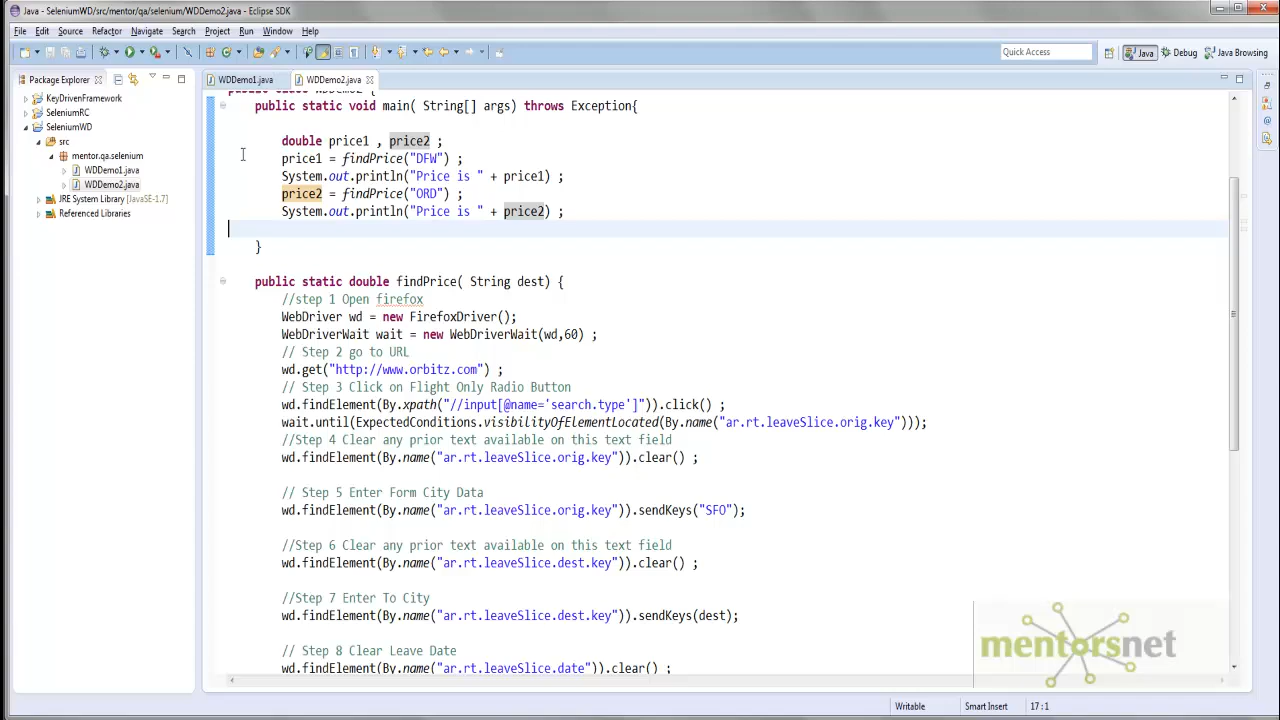 Java - SeleniumWD/src/mentor/qa/selenium/WDDemo2.java - Eclipse SDK
File Edit Source Refactor Navigate Search Project Run Window Help
Quick Access
Java
Debug
Java Browsing
Package Explorer
KeyDrivenFramework
SeleniumRC
SeleniumWD
src
mentor.qa.selenium
WDDemo1.java
WDDemo2.java
JRE System Library [JavaSE-1.7]
Referenced Libraries
WDDemo1.java
WDDemo2.java
public class WDDemo2 {
public static void main( String[] args) throws Exception{
double price1 , price2 ;
price1 = findPrice("DFW") ;
System.out.println("Price is " + price1) ;
price2 = findPrice("ORD") ;
System.out.println("Price is " + price2) ;
}
public static double findPrice( String dest) {
//step 1 Open firefox
WebDriver wd = new FirefoxDriver();
WebDriverWait wait = new WebDriverWait(wd,60) ;
// Step 2 go to URL
wd.get("http://www.orbitz.com") ;
// Step 3 Click on Flight Only Radio Button
wd.findElement(By.xpath("//input[@name='search.type']")).click() ;
wait.until(ExpectedConditions.visibilityOfElementLocated(By.name("ar.rt.leaveSlice.orig.key")));
//Step 4 Clear any prior text available on this text field
wd.findElement(By.name("ar.rt.leaveSlice.orig.key")).clear() ;
// Step 5 Enter Form City Data
wd.findElement(By.name("ar.rt.leaveSlice.orig.key")).sendKeys("SFO");
//Step 6 Clear any prior text available on this text field
wd.findElement(By.name("ar.rt.leaveSlice.dest.key")).clear() ;
//Step 7 Enter To City
wd.findElement(By.name("ar.rt.leaveSlice.dest.key")).sendKeys(dest);
// Step 8 Clear Leave Date
wd.findElement(By.name("ar.rt.leaveSlice.date")).clear() ;
mentorsnet
Writable
Smart Insert
17 : 1